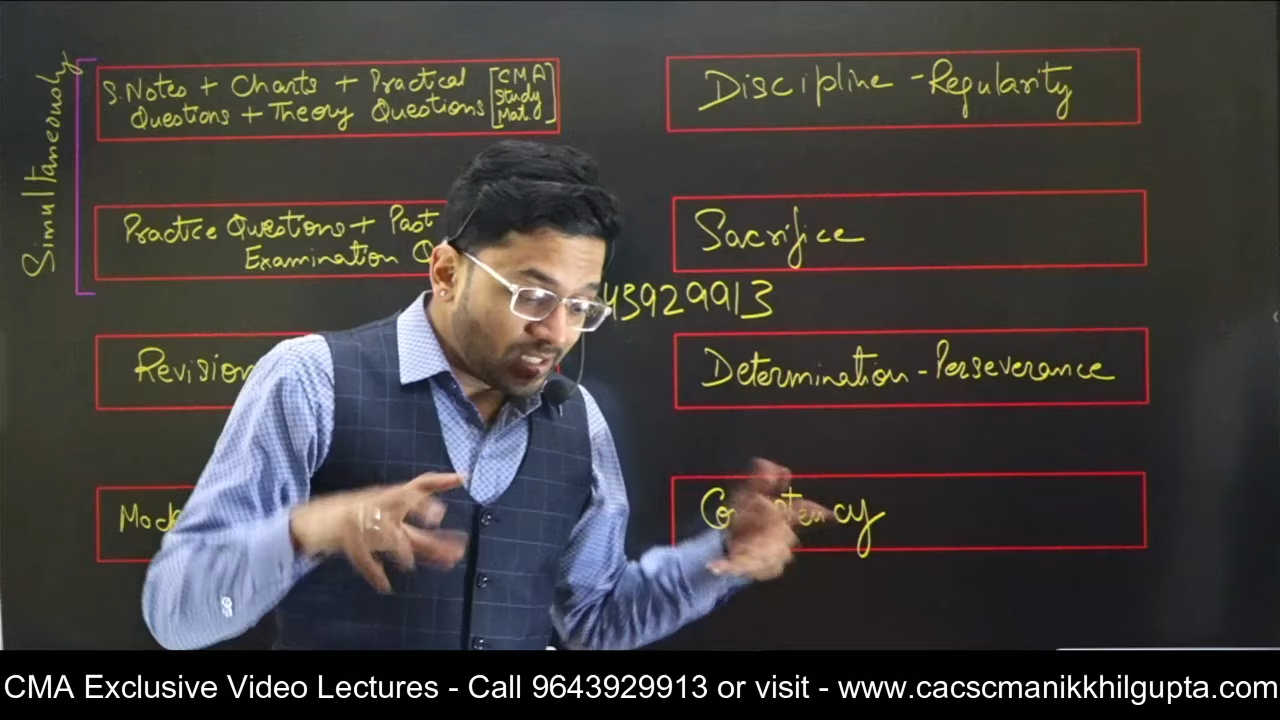 Simultaneously
S.Notes + Charts + Practical
Questions + Theory Questions
[CMA
Study
Mat.]
Practice Questions + Past
Examination Q
Revision
Mock
Discipline - Regularity
Sacrifice
43929913
Determination - Perseverance
CMA Exclusive Video Lectures - Call 9643929913 or visit - www.cacscmanikkhilgupta.com